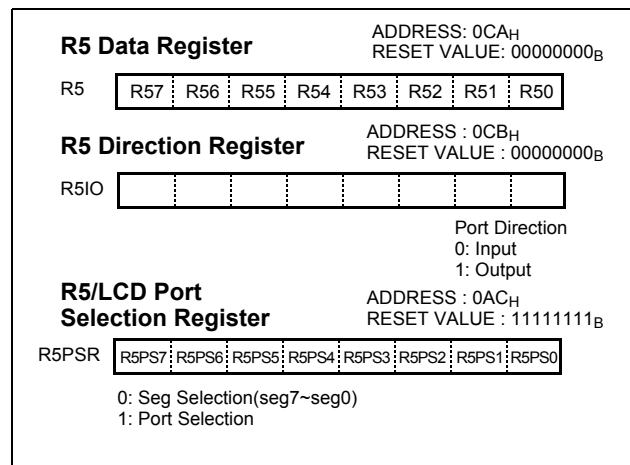 R5 Data Register
ADDRESS: 0CAH
RESET VALUE: 00000000B
R5
R57 R56 R55 R54 R53 R52 R51 R50
R5 Direction Register
ADDRESS : 0CBH
RESET VALUE : 00000000B
R5IO
Port Direction
0: Input
1: Output
R5/LCD Port
Selection Register
ADDRESS : 0ACH
RESET VALUE : 11111111B
R5PSR
R5PS7 R5PS6 R5PS5 R5PS4 R5PS3 R5PS2 R5PS1 R5PS0
0: Seg Selection(seg7~seg0)
1: Port Selection